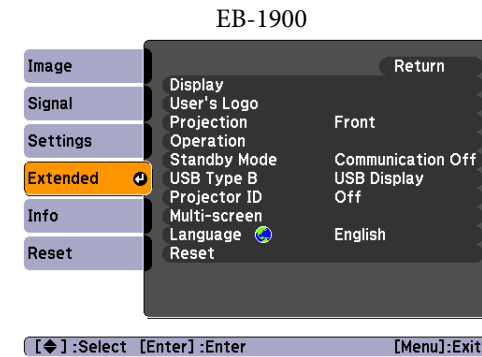 EB-1900
Image
Signal
Settings
Extended
Info
Reset
Return
Display
User's Logo
Projection Front
Operation
Standby Mode Communication Off
USB Type B USB Display
Projector ID Off
Multi-screen
Language English
Reset
[◆] :Select [Enter] :Enter [Menu]:Exit